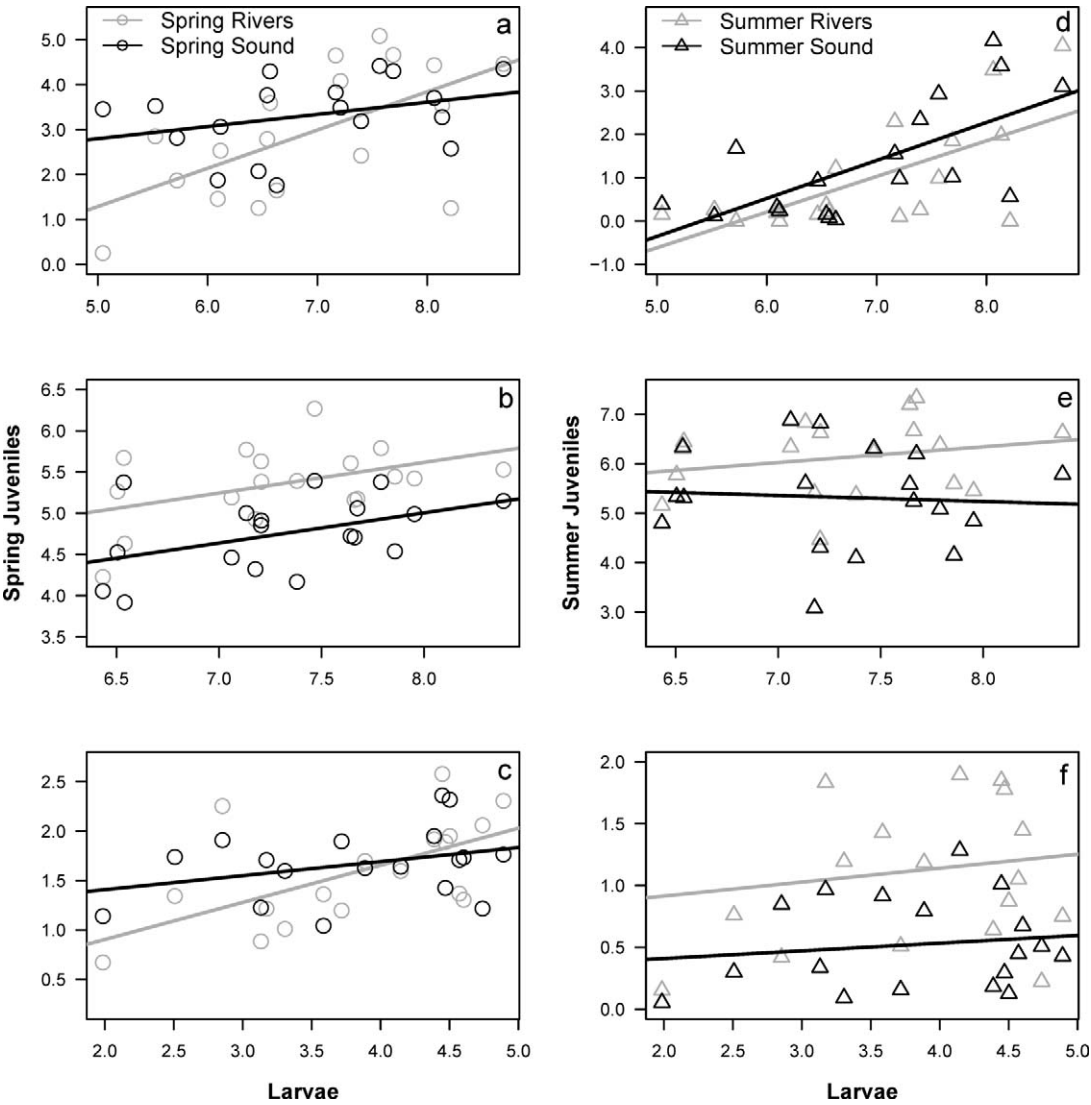 Spring Rivers
Spring Sound
a
5.0
4.0
3.0
2.0
1.0
0.0
5.0 6.0 7.0 8.0
Summer Rivers
Summer Sound
d
4.0
3.0
2.0
1.0
0.0
−1.0
5.0 6.0 7.0 8.0
Spring Juveniles
b
6.5
6.0
5.5
5.0
4.5
4.0
3.5
6.5 7.0 7.5 8.0
Summer Juveniles
e
7.0
6.0
5.0
4.0
3.0
6.5 7.0 7.5 8.0
c
2.5
2.0
1.5
1.0
0.5
2.0 2.5 3.0 3.5 4.0 4.5 5.0
Larvae
f
2.0
1.5
1.0
0.5
0.0
2.0 2.5 3.0 3.5 4.0 4.5 5.0
Larvae